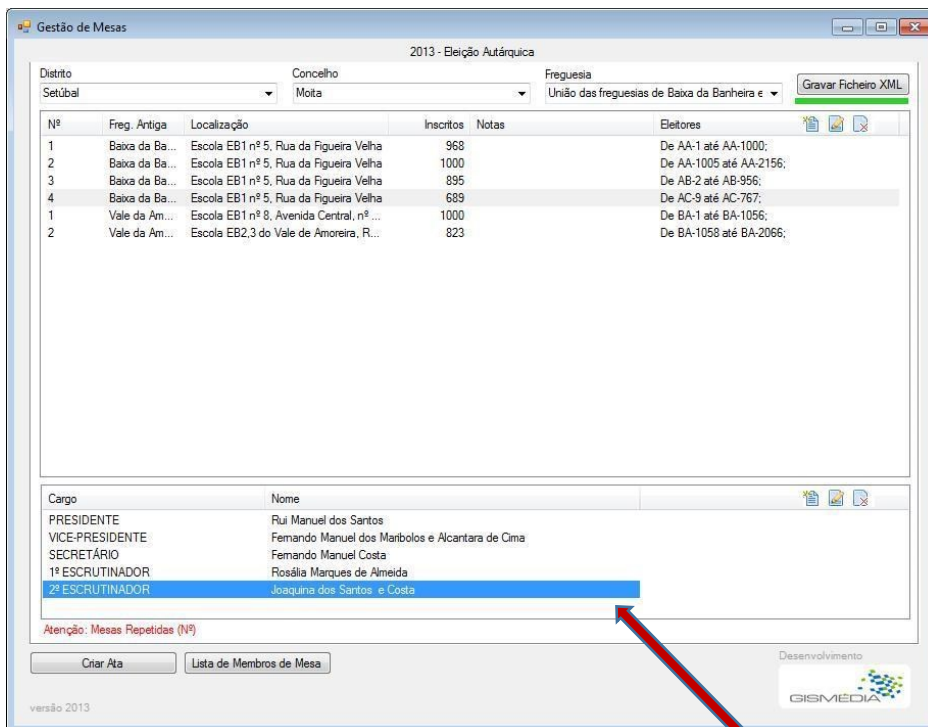 Gestão de Mesas
2013 - Eleição Autárquica
Distrito Concelho Freguesia
Setúbal Moita União das freguesias de Baixa da Banheira e Gravar Ficheiro XML
Nº Freg. Antiga Localização Inscritos Notas Eleitores
1 Baixa da Ba... Escola EB1 nº 5, Rua da Figueira Velha 968 De AA-1 até AA-1000;
2 Baixa da Ba... Escola EB1 nº 5, Rua da Figueira Velha 1000 De AA-1005 até AA-2156;
3 Baixa da Ba... Escola EB1 nº 5, Rua da Figueira Velha 895 De AB-2 até AB-956;
4 Baixa da Ba... Escola EB1 nº 5, Rua da Figueira Velha 689 De AC-9 até AC-767;
1 Vale da Am... Escola EB1 nº 8, Avenida Central, nº ... 1000 De BA-1 até BA-1056;
2 Vale da Am... Escola EB2,3 do Vale de Amoreira, R... 823 De BA-1058 até BA-2066;
Cargo Nome
PRESIDENTE Rui Manuel dos Santos
VICE-PRESIDENTE Fernando Manuel dos Maribolos e Alcantara de Cima
SECRETÁRIO Fernando Manuel Costa
1º ESCRUTINADOR Rosália Marques de Almeida
2º ESCRUTINADOR Joaquina dos Santos e Costa
Atenção: Mesas Repetidas (Nº)
Criar Ata Lista de Membros de Mesa Desenvolvimento
GISMÉDIA
versão 2013